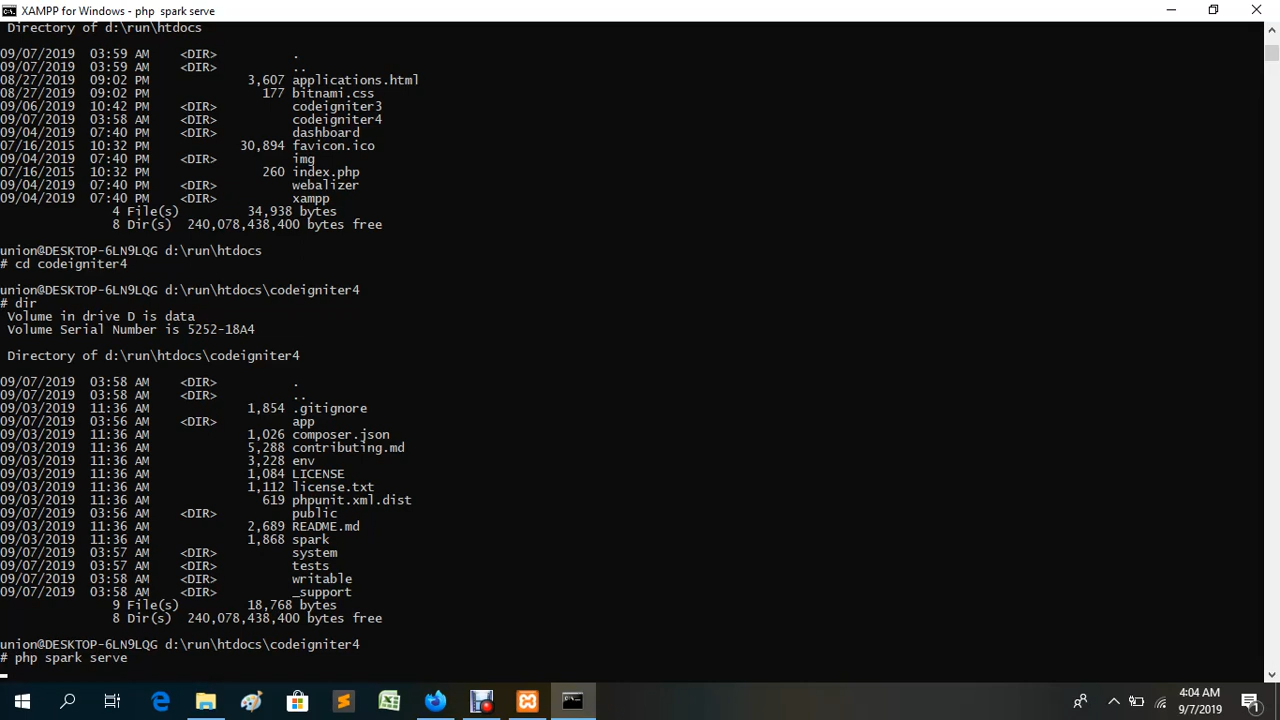 XAMPP for Windows - php  spark serve
 Directory of d:\run\htdocs
09/07/2019  03:59 AM    <DIR>          .
09/07/2019  03:59 AM    <DIR>          ..
08/27/2019  09:02 PM             3,607 applications.html
08/27/2019  09:02 PM               177 bitnami.css
09/06/2019  10:42 PM    <DIR>          codeigniter3
09/07/2019  03:58 AM    <DIR>          codeigniter4
09/04/2019  07:40 PM    <DIR>          dashboard
07/16/2015  10:32 PM            30,894 favicon.ico
09/04/2019  07:40 PM    <DIR>          img
07/16/2015  10:32 PM               260 index.php
09/04/2019  07:40 PM    <DIR>          webalizer
09/04/2019  07:40 PM    <DIR>          xampp
               4 File(s)         34,938 bytes
               8 Dir(s)  240,078,438,400 bytes free
union@DESKTOP-6LN9LQG d:\run\htdocs
# cd codeigniter4
union@DESKTOP-6LN9LQG d:\run\htdocs\codeigniter4
# dir
 Volume in drive D is data
 Volume Serial Number is 5252-18A4
 Directory of d:\run\htdocs\codeigniter4
09/07/2019  03:58 AM    <DIR>          .
09/07/2019  03:58 AM    <DIR>          ..
09/03/2019  11:36 AM             1,854 .gitignore
09/07/2019  03:56 AM    <DIR>          app
09/03/2019  11:36 AM             1,026 composer.json
09/03/2019  11:36 AM             5,288 contributing.md
09/03/2019  11:36 AM             3,228 env
09/03/2019  11:36 AM             1,084 LICENSE
09/03/2019  11:36 AM             1,112 license.txt
09/03/2019  11:36 AM               619 phpunit.xml.dist
09/07/2019  03:56 AM    <DIR>          public
09/03/2019  11:36 AM             2,689 README.md
09/03/2019  11:36 AM             1,868 spark
09/07/2019  03:57 AM    <DIR>          system
09/07/2019  03:57 AM    <DIR>          tests
09/07/2019  03:58 AM    <DIR>          writable
09/07/2019  03:58 AM    <DIR>          _support
               9 File(s)         18,768 bytes
               8 Dir(s)  240,078,438,400 bytes free
union@DESKTOP-6LN9LQG d:\run\htdocs\codeigniter4
# php spark serve
4:04 AM
9/7/2019
1